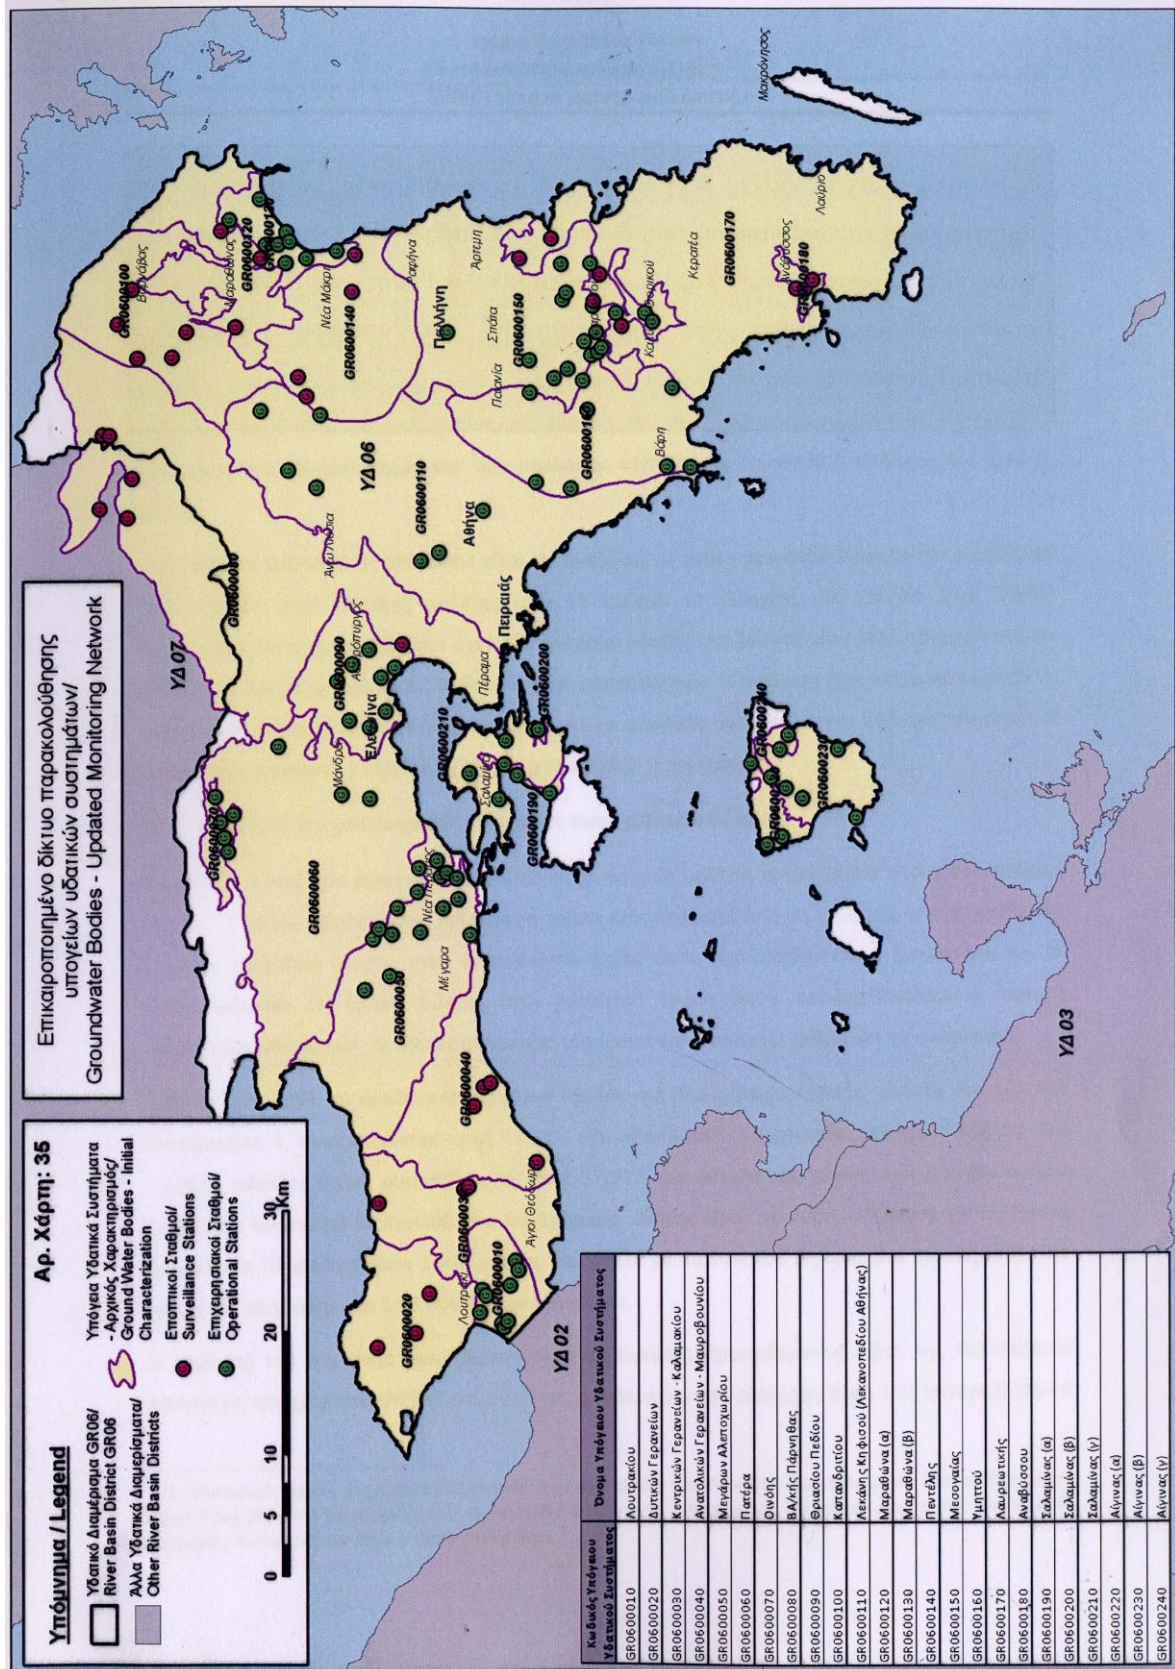 Επικαιροποιημένο δίκτυο παρακολούθησης
υπογείων υδατικών συστημάτων/
Groundwater Bodies - Updated Monitoring Network
Αρ. Χάρτη: 35
Υπόμνημα / Legend
Υδατικό Διαμέρισμα GR06/
River Basin District GR06
Άλλα Υδατικά Διαμερίσματα/
Other River Basin Districts
Υπόγεια Υδατικά Συστήματα
- Αρχικός Χαρακτηρισμός/
Ground Water Bodies - Initial
Characterization
Εποπτικοί Σταθμοί/
Surveillance Stations
Επιχειρησιακοί Σταθμοί/
Operational Stations
0 5 10 20 30
Km
Κωδικός Υπόγειου Υδατικού Συστήματος
Όνομα Υπόγειου Υδατικού Συστήματος
GR0600010 Λουτρακίου
GR0600020 Δυτικών Γερανείων
GR0600030 Κεντρικών Γερανείων - Καλαμακίου
GR0600040 Ανατολικών Γερανείων - Μαυροβουνίου
GR0600050 Μεγάρων Αλεποχωρίου
GR0600060 Πατέρα
GR0600070 Οινόης
GR0600080 ΒΑ/κής Πάρνηθας
GR0600090 Θριασίου Πεδίου
GR0600100 Καπανδριτίου
GR0600110 Λεκάνης Κηφισού (Λεκανοπεδίου Αθήνας)
GR0600120 Μαραθώνα (α)
GR0600130 Μαραθώνα (β)
GR0600140 Πεντέλης
GR0600150 Μεσογαίας
GR0600160 Υμηττού
GR0600170 Λαυρεωτικής
GR0600180 Αναβύσσου
GR0600190 Σαλαμίνας (α)
GR0600200 Σαλαμίνας (β)
GR0600210 Σαλαμίνας (γ)
GR0600220 Αίγινας (α)
GR0600230 Αίγινας (β)
GR0600240 Αίγινας (γ)
ΥΔ 07
ΥΔ 06
ΥΔ 02
ΥΔ 03
GR0600080
GR0600100
Βαρνάβας
Μαραθώνας
GR0600120
GR0600130
Νέα Μάκρη
GR0600140
Ραφήνα
Άνω Λιόσια
GR0600110
Αθήνα
Παλλήνη
Άρτεμη
Σπάτα
GR0600150
Παιανία
GR0600160
Βάρη
Κερατέα
GR0600170
Ανάβυσσος
GR0600180
Λαύριο
Μακρόνησος
GR0600070
GR0600060
GR0600090
Ασπρόπυργος
Ελευσίνα
Μάνδρα
Πέραμα
Πειραιάς
GR0600200
GR0600210
Σαλαμίνα
GR0600190
Νέα Πέραμος
GR0600050
Μέγαρα
GR0600040
GR0600030
Άγιοι Θεόδωροι
GR0600020
Λουτράκι
GR0600010
GR0600240
GR0600230